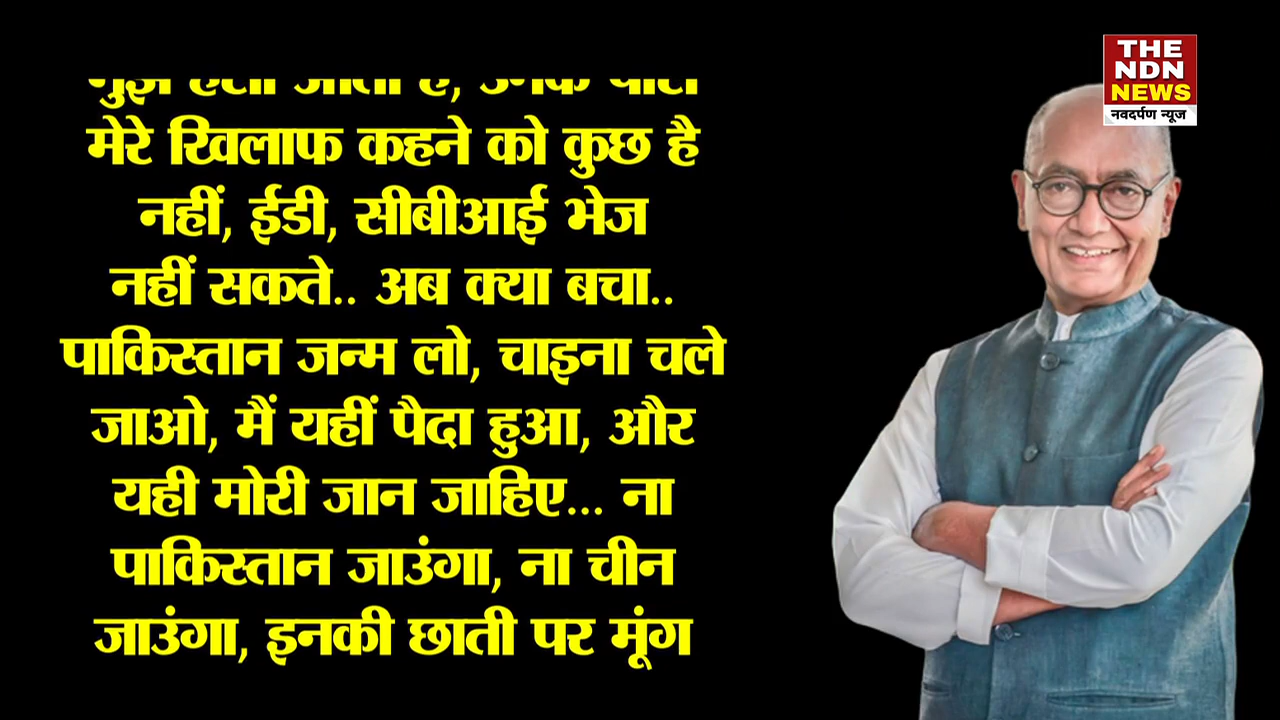 मेरे खिलाफ कहने को कुछ है
नहीं, ईडी, सीबीआई भेज
नहीं सकते.. अब क्या बचा..
पाकिस्तान जन्म लो, चाइना चले
जाओ, मैं यहीं पैदा हुआ, और
यही मोरी जान जाहिए... ना
पाकिस्तान जाउंगा, ना चीन
जाउंगा, इनकी छाती पर मूंग
THE
NDN
NEWS
नवदर्पण न्यूज